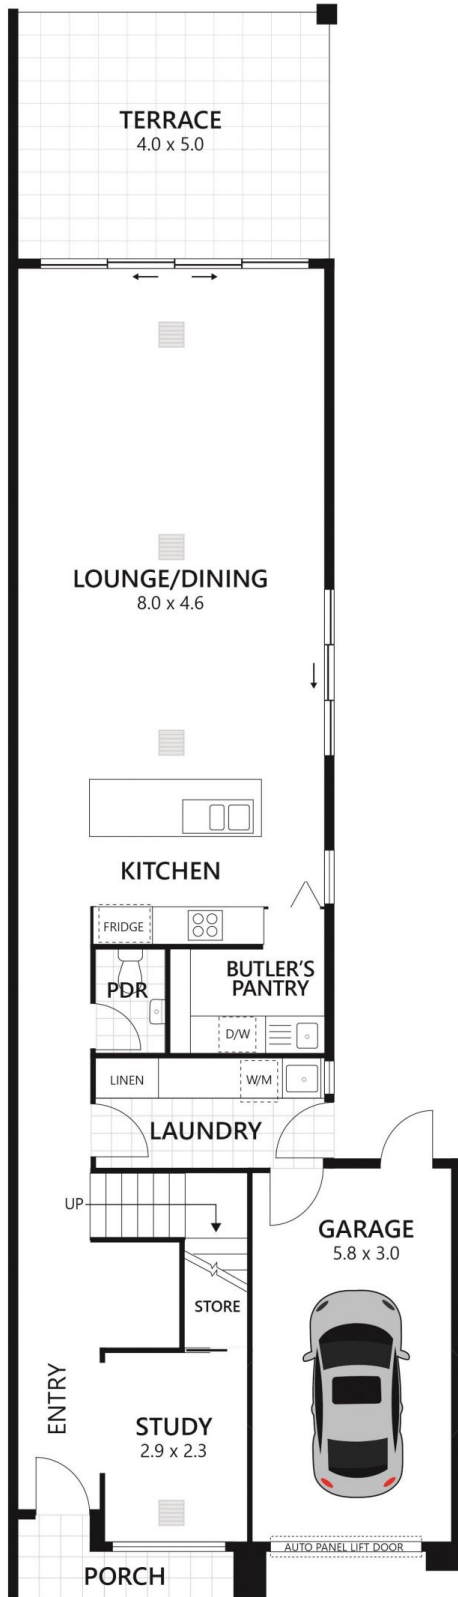 TERRACE
4.0 x 5.0
LOUNGE/DINING
8.0 x 4.6
KITCHEN
FRIDGE
PDR
BUTLER'S
PANTRY
D/W
LINEN
W/M
LAUNDRY
UP
GARAGE
5.8 x 3.0
STORE
ENTRY
STUDY
2.9 x 2.3
AUTO PANEL LIFT DOOR
PORCH